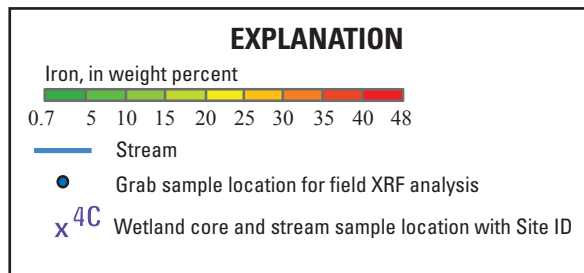 EXPLANATION
Iron, in weight percent
0.7 5 10 15 20 25 30 35 40 48
Stream
Grab sample location for field XRF analysis
x 4C Wetland core and stream sample location with Site ID